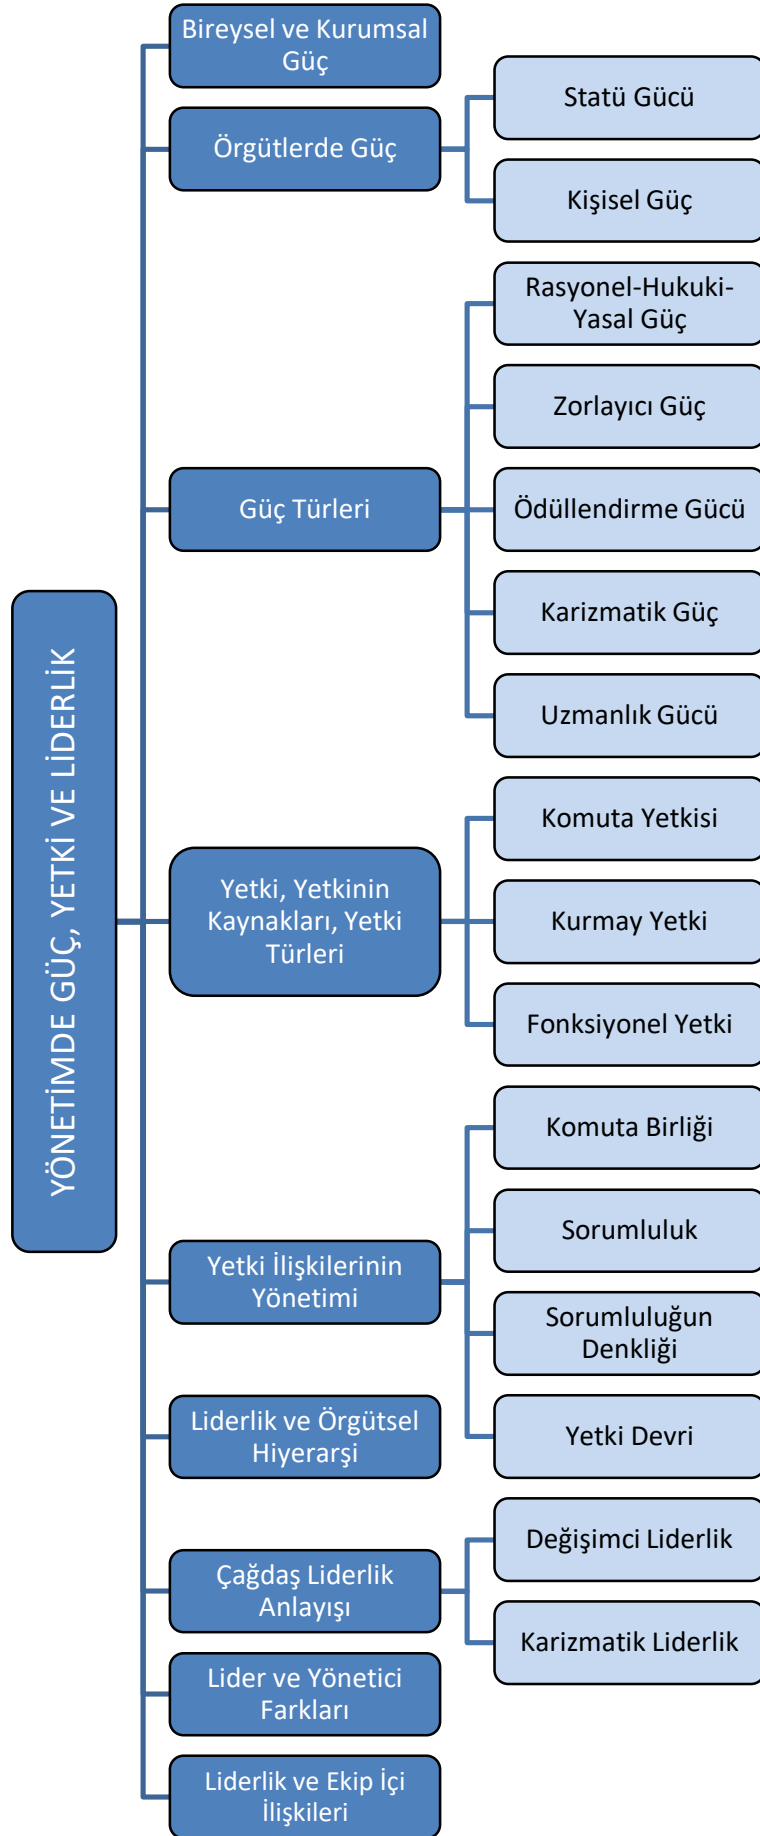 YÖNETİMDE GÜÇ, YETKİ VE LİDERLİK
Bireysel ve Kurumsal
Güç
Örgütlerde Güç
Statü Gücü
Kişisel Güç
Güç Türleri
Rasyonel-Hukuki-
Yasal Güç
Zorlayıcı Güç
Ödüllendirme Gücü
Karizmatik Güç
Uzmanlık Gücü
Yetki, Yetkinin
Kaynakları, Yetki
Türleri
Komuta Yetkisi
Kurmay Yetki
Fonksiyonel Yetki
Yetki İlişkilerinin
Yönetimi
Komuta Birliği
Sorumluluk
Sorumluluğun
Denkliği
Yetki Devri
Liderlik ve Örgütsel
Hiyerarşi
Çağdaş Liderlik
Anlayışı
Değişimci Liderlik
Karizmatik Liderlik
Lider ve Yönetici
Farkları
Liderlik ve Ekip İçi
İlişkileri